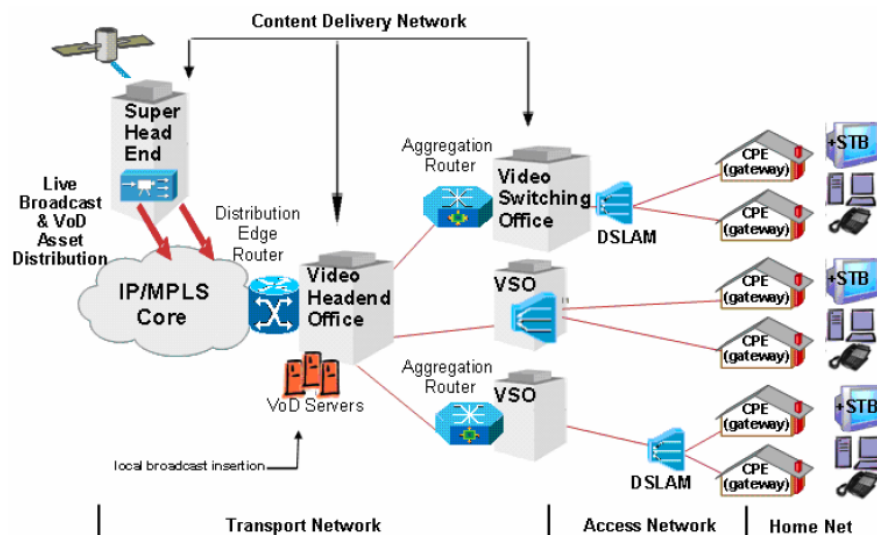 Content Delivery Network
Super
Head
End
Live
Broadcast
& VoD
Asset
Distribution
Distribution
Edge
Router
IP/MPLS
Core
Video
Headend
Office
VoD Servers
local broadcast insertion
Aggregation
Router
Video
Switching
Office
DSLAM
VSO
Aggregation
Router
VSO
DSLAM
CPE
(gateway)
+STB
CPE
(gateway)
CPE
(gateway)
+STB
CPE
(gateway)
CPE
(gateway)
+STB
CPE
(gateway)
Transport Network
Access Network
Home Net